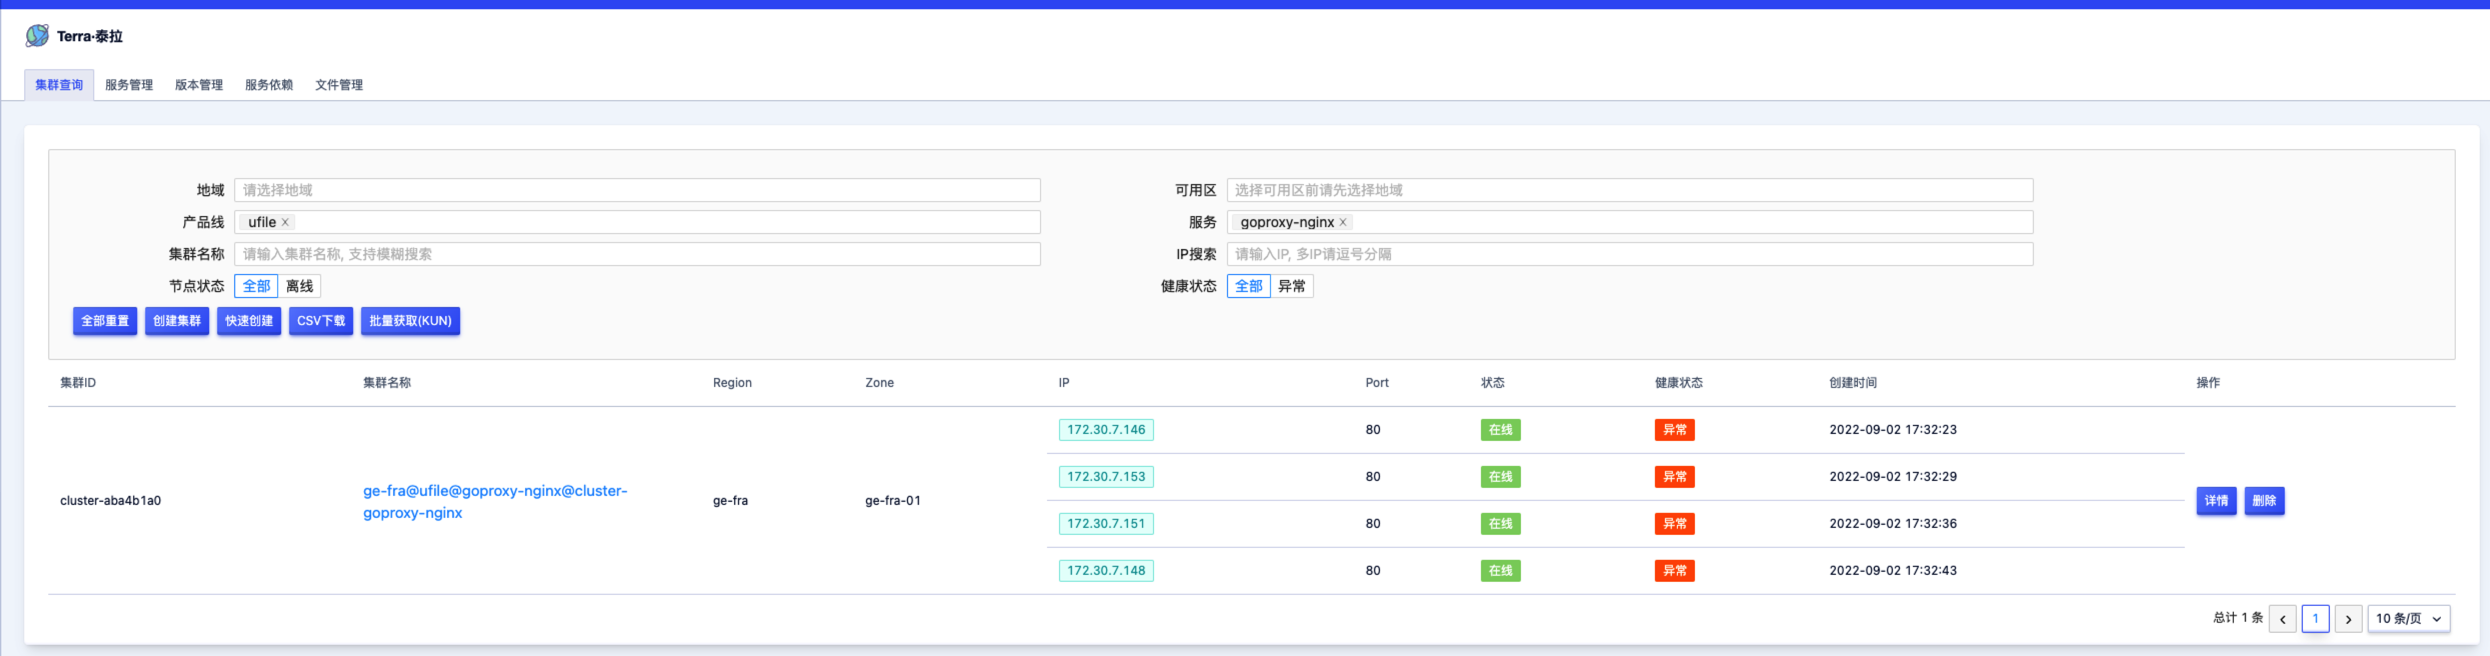 Terra·泰拉
集群查询 服务管理 版本管理 服务依赖 文件管理
地域 请选择地域 可用区 选择可用区前请先选择地域
产品线 ufile × 服务 goproxy-nginx ×
集群名称 请输入集群名称, 支持模糊搜索 IP搜索 请输入IP, 多IP请逗号分隔
节点状态 全部 离线 健康状态 全部 异常
全部重置 创建集群 快速创建 CSV下载 批量获取(KUN)
集群ID 集群名称 Region Zone IP Port 状态 健康状态 创建时间 操作
172.30.7.146 80 在线 异常 2022-09-02 17:32:23
172.30.7.153 80 在线 异常 2022-09-02 17:32:29
cluster-aba4b1a0 ge-fra@ufile@goproxy-nginx@cluster-
goproxy-nginx ge-fra ge-fra-01 详情 删除
172.30.7.151 80 在线 异常 2022-09-02 17:32:36
172.30.7.148 80 在线 异常 2022-09-02 17:32:43
总计 1 条 1 10 条/页